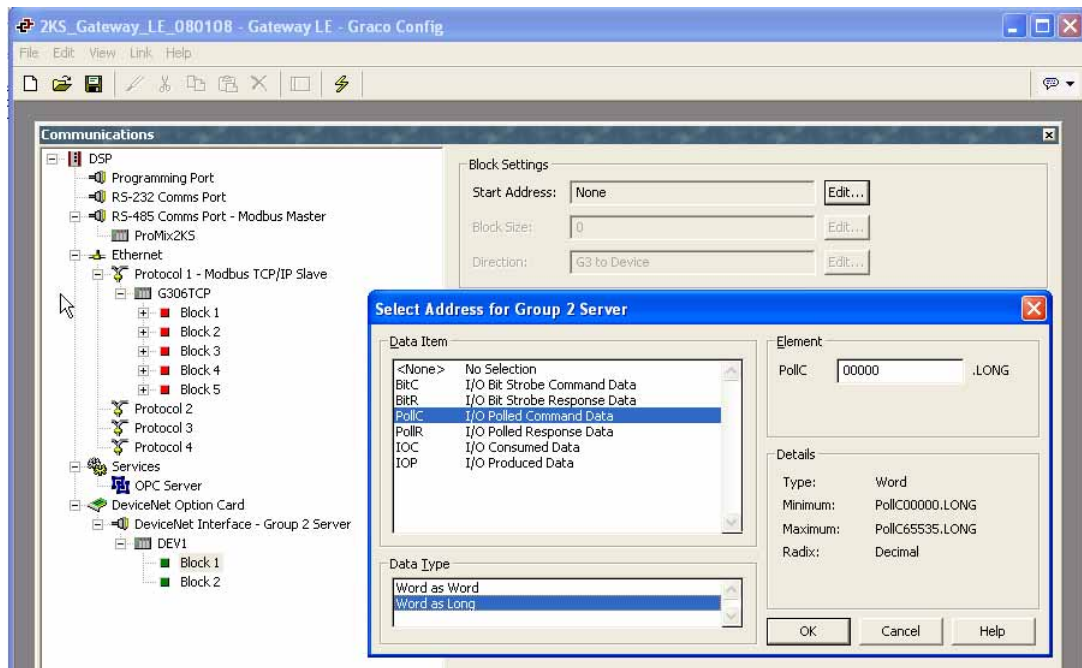 2KS_Gateway_LE_080108 - Gateway LE - Graco Config
File Edit View Link Help
Communications
DSP
Programming Port
RS-232 Comms Port
RS-485 Comms Port - Modbus Master
ProMix2KS
Ethernet
Protocol 1 - Modbus TCP/IP Slave
G306TCP
Block 1
Block 2
Block 3
Block 4
Block 5
Protocol 2
Protocol 3
Protocol 4
Services
OPC Server
DeviceNet Option Card
DeviceNet Interface - Group 2 Server
DEV1
Block 1
Block 2
Block Settings
Start Address: None Edit...
Block Size: 0 Edit...
Direction: G3 to Device Edit...
Select Address for Group 2 Server
Data Item
<None> No Selection
BitC I/O Bit Strobe Command Data
BitR I/O Bit Strobe Response Data
PollC I/O Polled Command Data
PollR I/O Polled Response Data
IOC I/O Consumed Data
IOP I/O Produced Data
Data Type
Word as Word
Word as Long
Element
PollC 00000 .LONG
Details
Type: Word
Minimum: PollC00000.LONG
Maximum: PollC65535.LONG
Radix: Decimal
OK Cancel Help